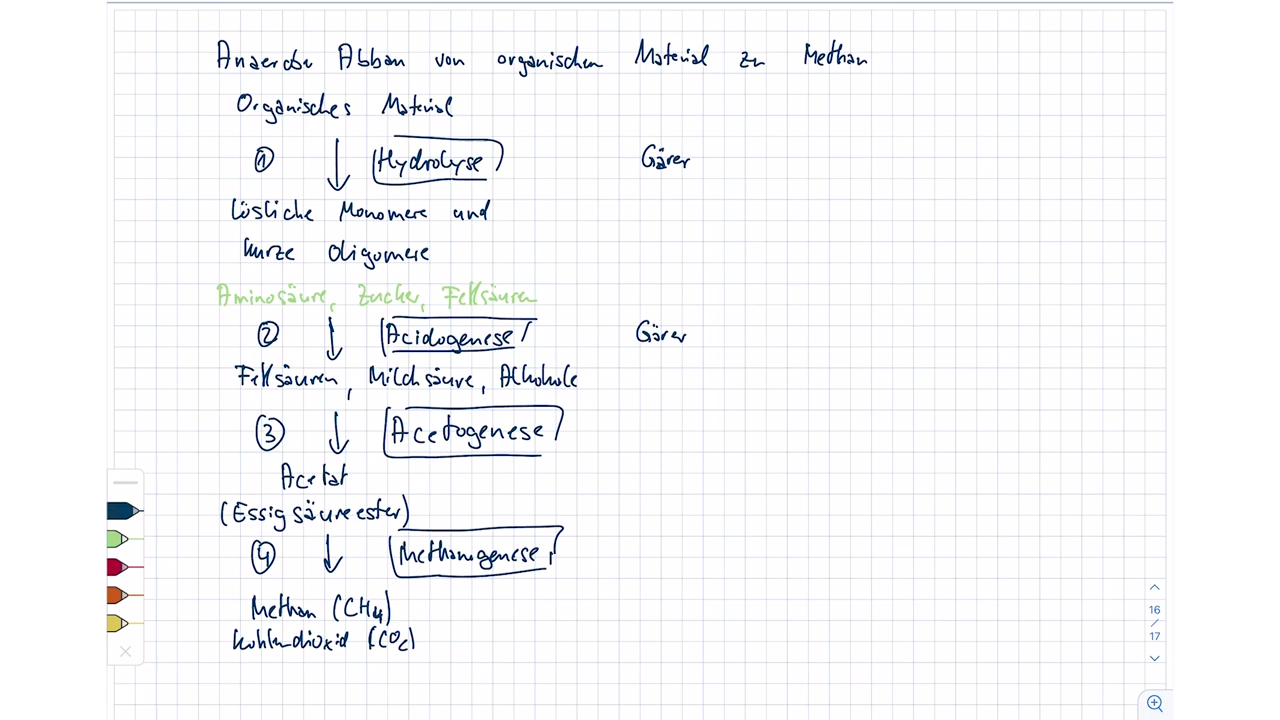 Anaerobe Abbau von organischen Material zu Methan
Organisches Material
① Hydrolyse Gärer
lösliche Monomere und
kurze Oligomere
Aminosäure, Zucker, Fettsäuren
② Acidogenese Gärer
Fettsäuren, Milchsäure, Alkohole
③ Acetogenese
Acetat
(Essigsäureester)
④ Methanogenese
Methan (CH4)
Kohlendioxid (CO2)
16
/
17